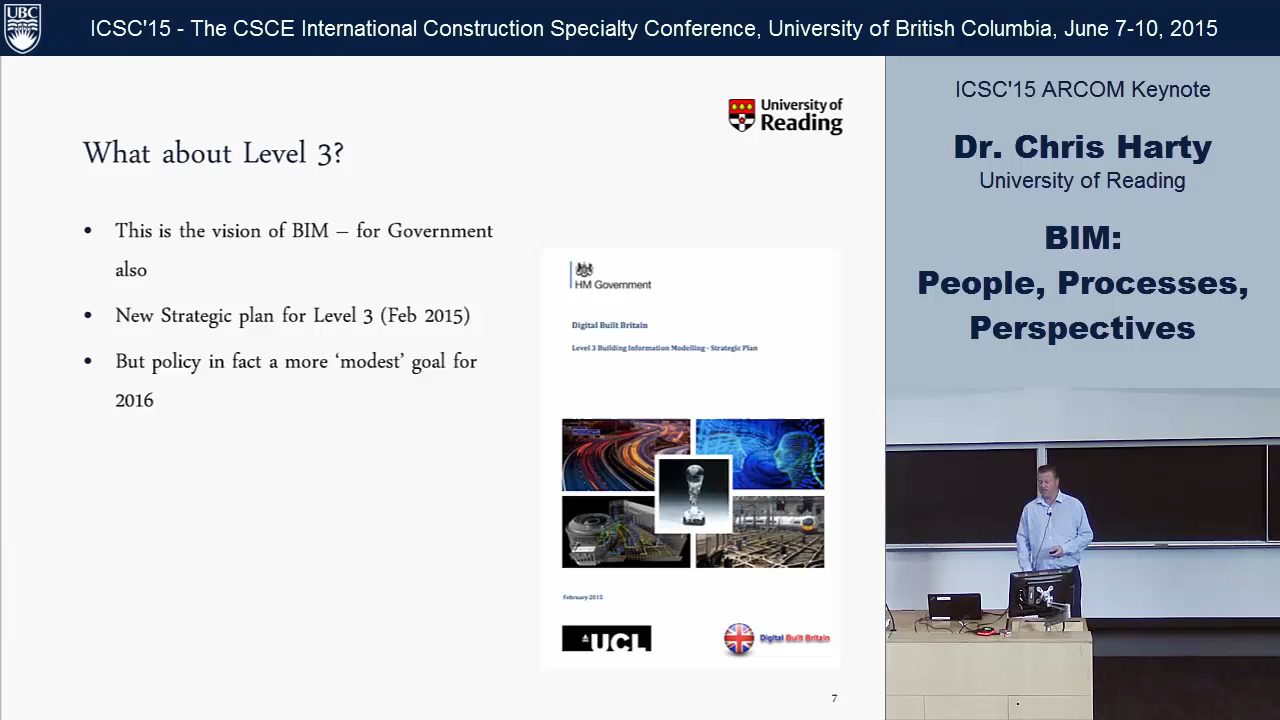 UBC
ICSC'15 - The CSCE International Construction Specialty Conference, University of British Columbia, June 7-10, 2015
University of
Reading
What about Level 3?
• This is the vision of BIM – for Government
also
• New Strategic plan for Level 3 (Feb 2015)
• But policy in fact a more ‘modest’ goal for
2016
HM Government
Digital Built Britain
Level 3 Building Information Modelling - Strategic Plan
February 2015
UCL
Digital Built Britain
7
ICSC'15 ARCOM Keynote
Dr. Chris Harty
University of Reading
BIM:
People, Processes,
Perspectives